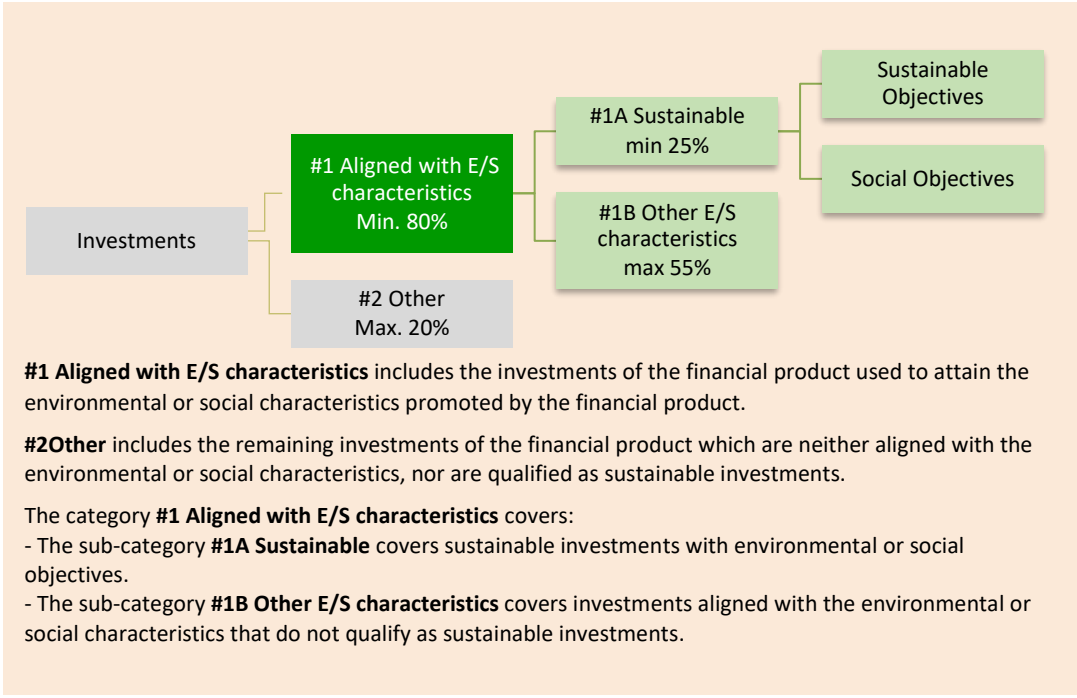 Sustainable
Objectives
#1A Sustainable
min 25%
#1 Aligned with E/S
characteristics
Min. 80%
Social Objectives
#1B Other E/S
characteristics
max 55%
Investments
#2 Other
Max. 20%
#1 Aligned with E/S characteristics includes the investments of the financial product used to attain the
environmental or social characteristics promoted by the financial product.
#2Other includes the remaining investments of the financial product which are neither aligned with the
environmental or social characteristics, nor are qualified as sustainable investments.
The category #1 Aligned with E/S characteristics covers:
- The sub-category #1A Sustainable covers sustainable investments with environmental or social
objectives.
- The sub-category #1B Other E/S characteristics covers investments aligned with the environmental or
social characteristics that do not qualify as sustainable investments.